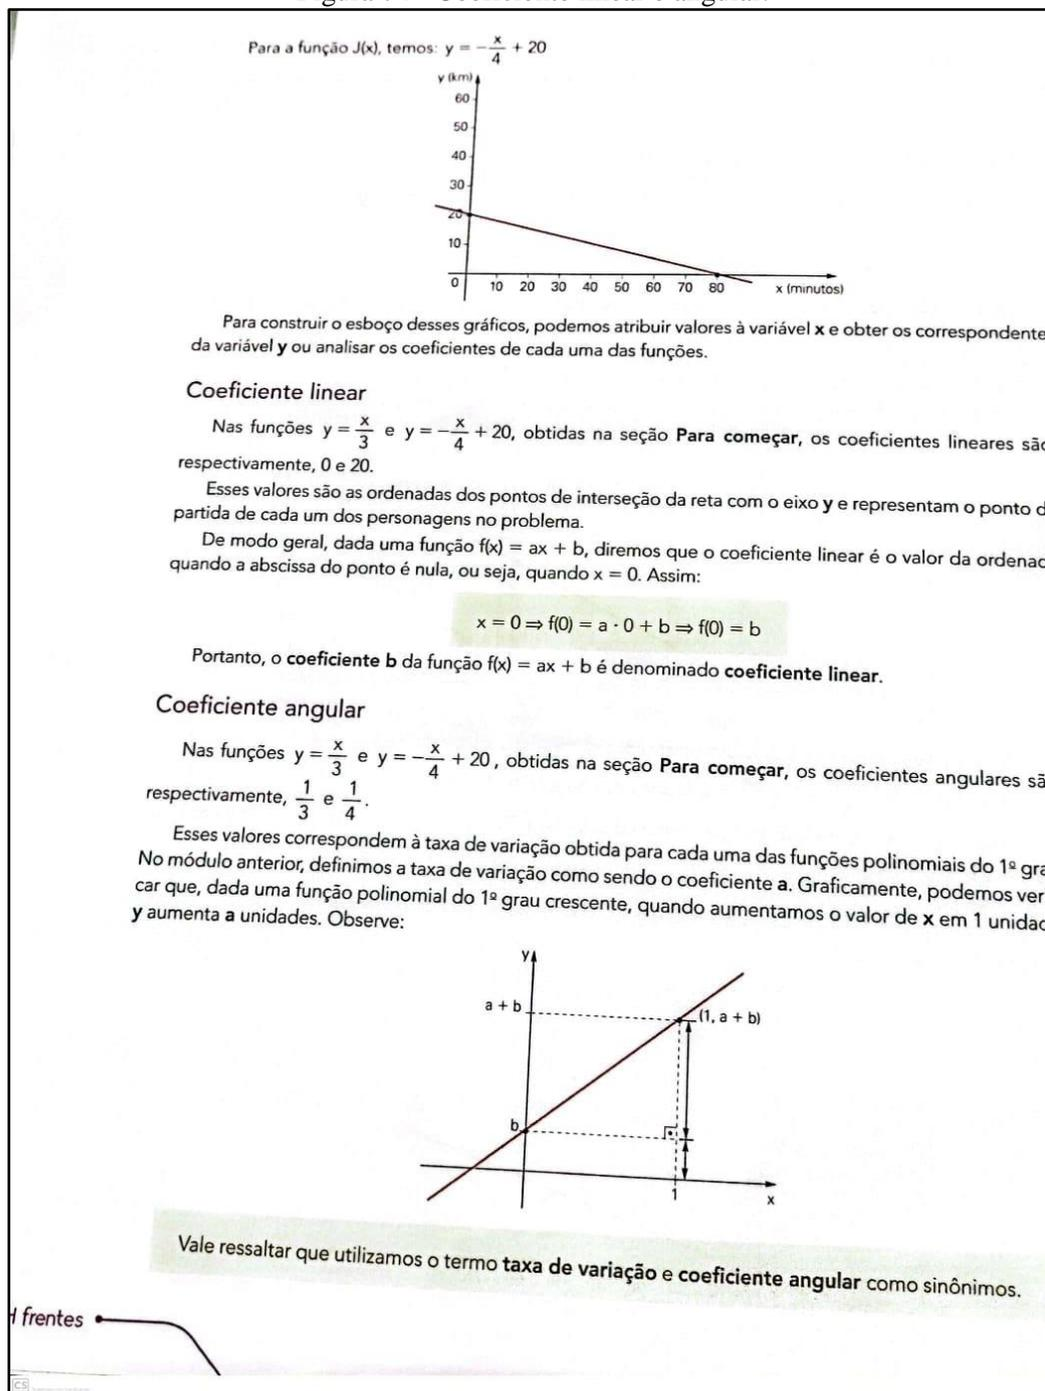 Para a função J(x), temos: y = -x/4 + 20
y (km)
60
50
40
30
20
10
0 10 20 30 40 50 60 70 80 x (minutos)
Para construir o esboço desses gráficos, podemos atribuir valores à variável x e obter os correspondente
da variável y ou analisar os coeficientes de cada uma das funções.
Coeficiente linear
Nas funções y = x/3 e y = -x/4 + 20, obtidas na seção Para começar, os coeficientes lineares são
respectivamente, 0 e 20.
Esses valores são as ordenadas dos pontos de interseção da reta com o eixo y e representam o ponto d
partida de cada um dos personagens no problema.
De modo geral, dada uma função f(x) = ax + b, diremos que o coeficiente linear é o valor da ordenad
quando a abscissa do ponto é nula, ou seja, quando x = 0. Assim:
x = 0 ⇒ f(0) = a · 0 + b ⇒ f(0) = b
Portanto, o coeficiente b da função f(x) = ax + b é denominado coeficiente linear.
Coeficiente angular
Nas funções y = x/3 e y = -x/4 + 20, obtidas na seção Para começar, os coeficientes angulares sã
respectivamente, 1/3 e 1/4.
Esses valores correspondem à taxa de variação obtida para cada uma das funções polinomiais do 1º gra
No módulo anterior, definimos a taxa de variação como sendo o coeficiente a. Graficamente, podemos ver
car que, dada uma função polinomial do 1º grau crescente, quando aumentamos o valor de x em 1 unidad
y aumenta a unidades. Observe:
y
a + b
(1, a + b)
b
1
x
Vale ressaltar que utilizamos o termo taxa de variação e coeficiente angular como sinônimos.
frentes
CS